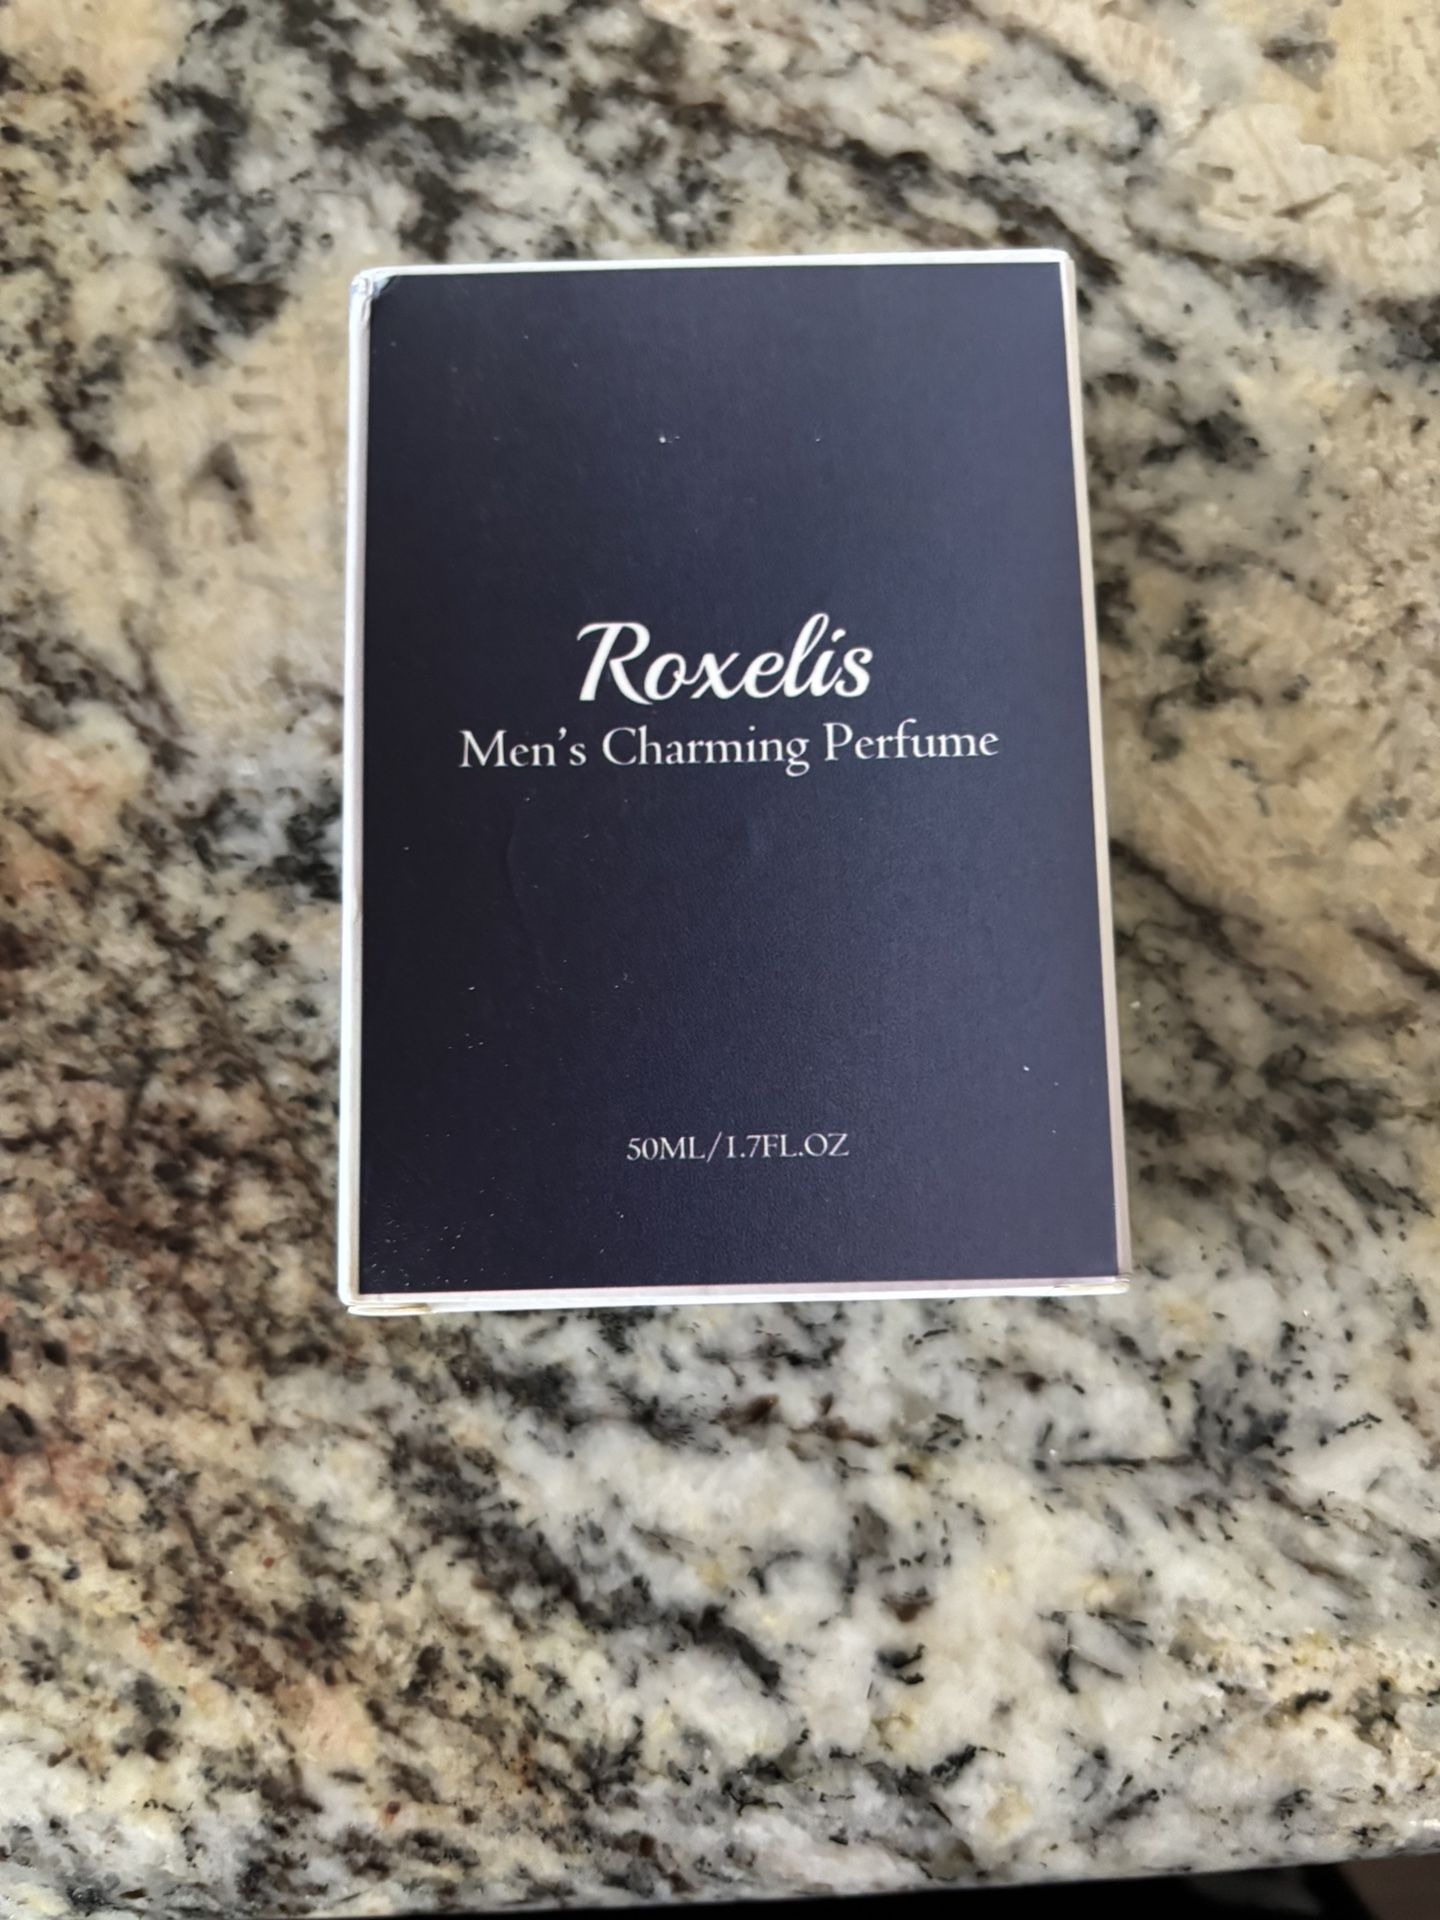 Roxelis
Men's Charming Perfume
50ML/1.7FL.OZ